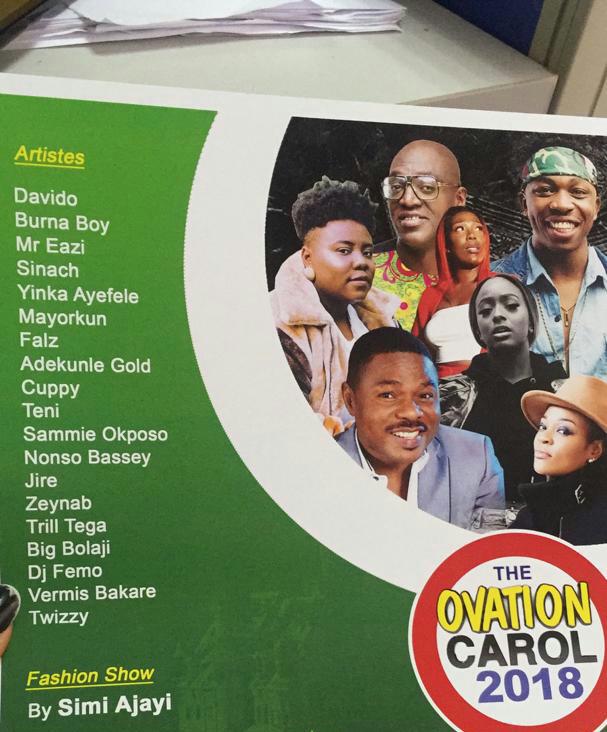 Artistes
Davido
Burna Boy
Mr Eazi
Sinach
Yinka Ayefele
Mayorkun
Falz
Adekunle Gold
Cuppy
Teni
Sammie Okposo
Nonso Bassey
Jire
Zeynab
Trill Tega
Big Bolaji
Dj Femo
Vermis Bakare
Twizzy
Fashion Show
By Simi Ajayi
THE
OVATION
CAROL
2018